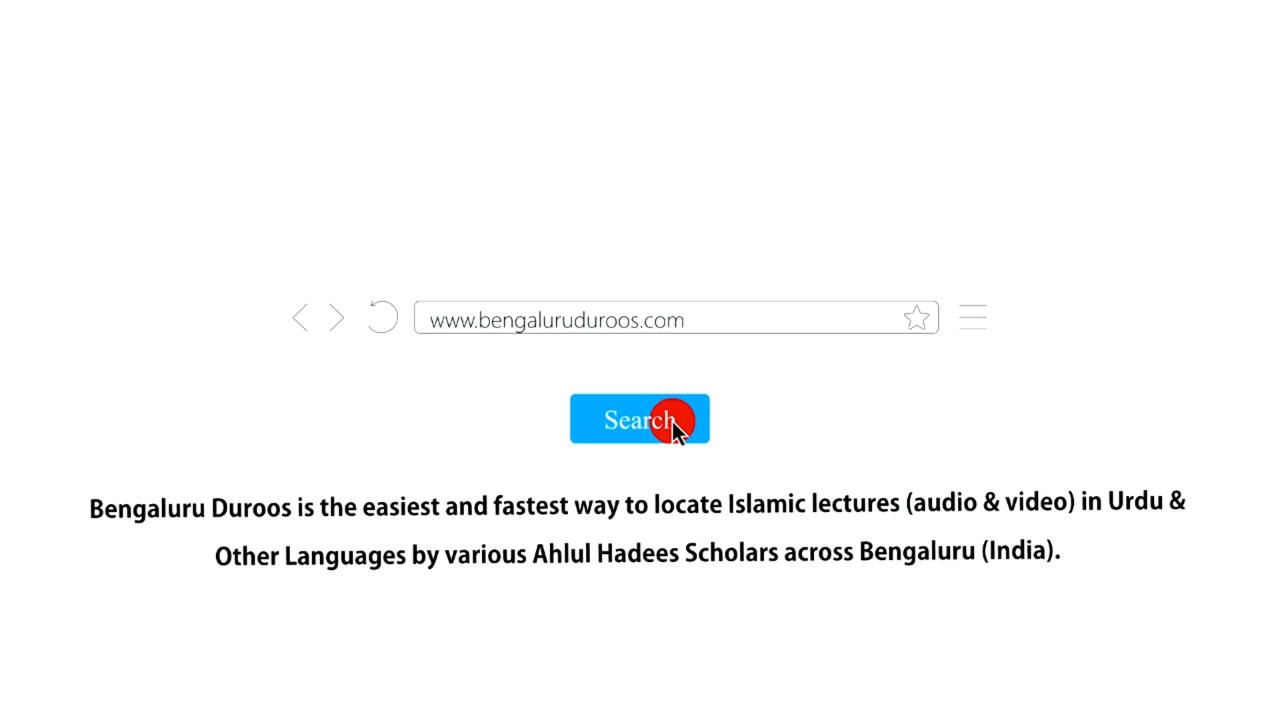 www.bengaluruduroos.com
Search
Bengaluru Duroos is the easiest and fastest way to locate Islamic lectures (audio & video) in Urdu &
Other Languages by various Ahlul Hadees Scholars across Bengaluru (India).